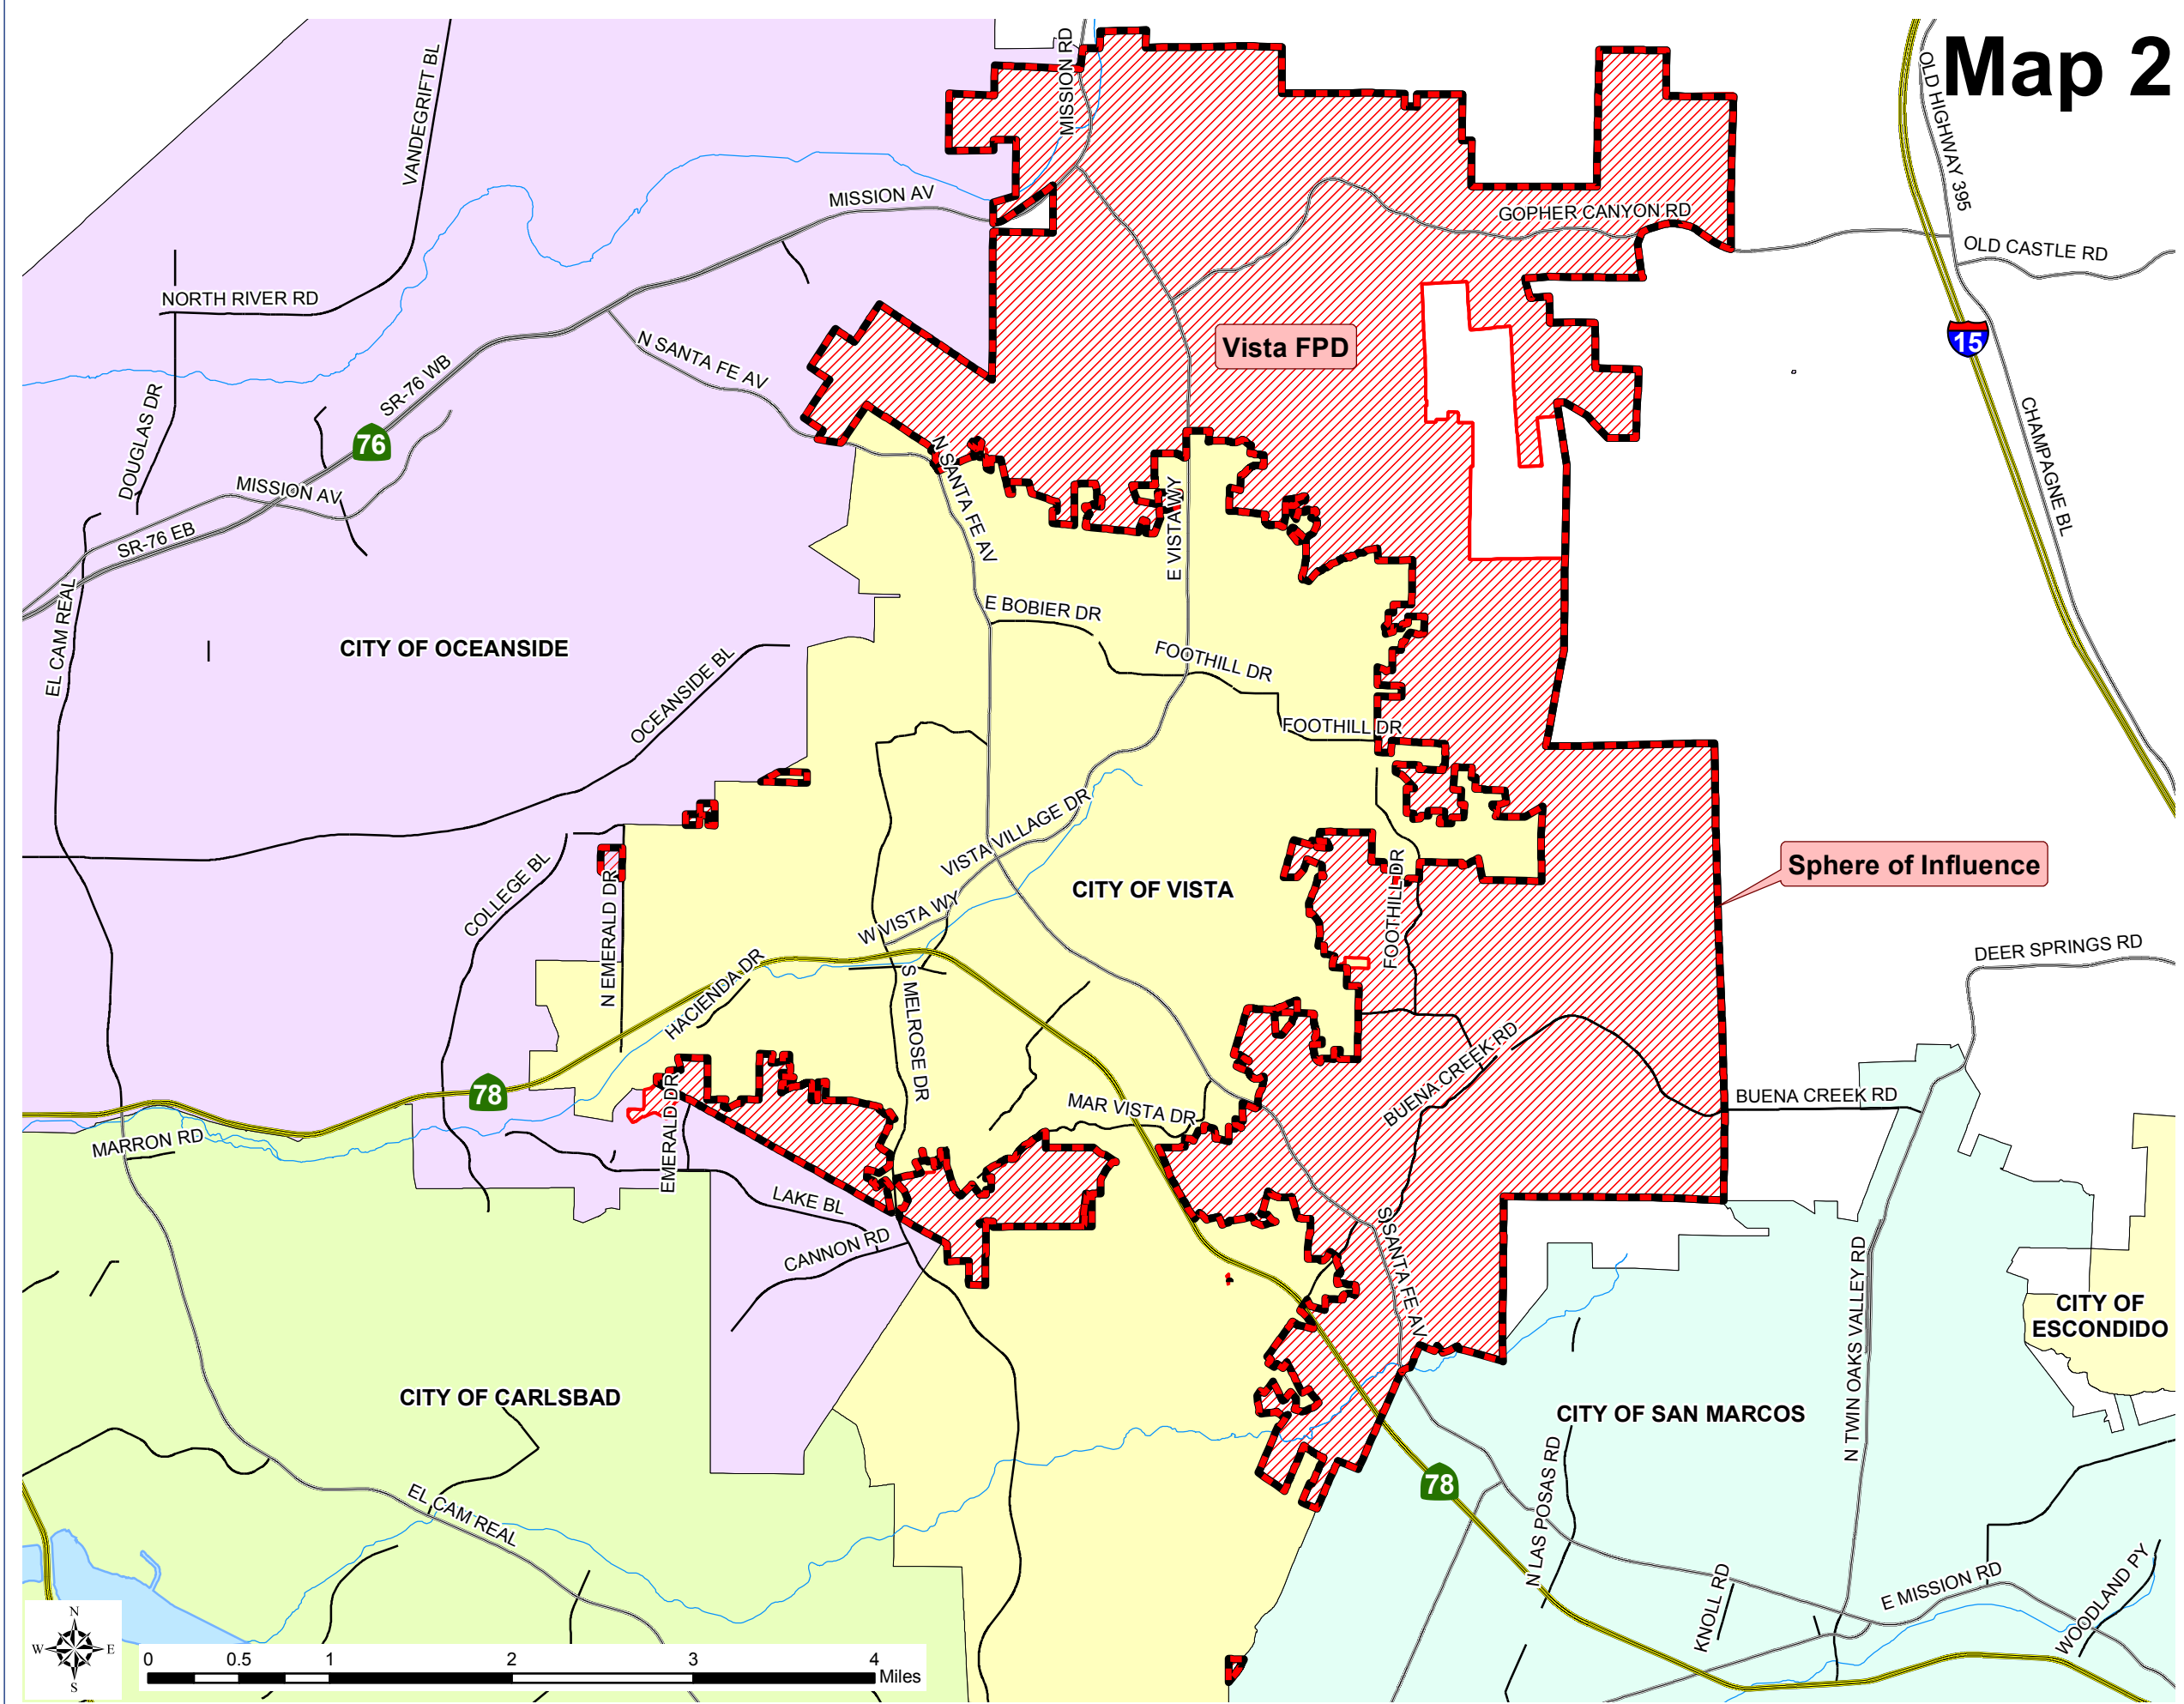 Map 2
MISSION RD
VANDEGRIFT BL
OLD HIGHWAY 395
MISSION AV
GOPHER CANYON RD
OLD CASTLE RD
NORTH RIVER RD
15
Vista FPD
N SANTA FE AV
SR-76 WB
DOUGLAS DR
76
CHAMPAGNE BL
MISSION AV
N SANTA FE AV
SR-76 EB
E VISTA WY
EL CAM REAL
E BOBIER DR
CITY OF OCEANSIDE
FOOTHILL DR
OCEANSIDE BL
FOOTHILL DR
VISTA VILLAGE DR
Sphere of Influence
COLLEGE BL
CITY OF VISTA
FOOTHILL DR
N EMERALD DR
W VISTA WY
DEER SPRINGS RD
HACIENDA DR
S MELROSE DR
BUENA CREEK RD
78
BUENA CREEK RD
MAR VISTA DR
MARRON RD
EMERALD DR
LAKE BL
CANNON RD
S SANTA FE AV
N TWIN OAKS VALLEY RD
CITY OF
ESCONDIDO
CITY OF CARLSBAD
CITY OF SAN MARCOS
78
EL CAM REAL
N LAS POSAS RD
KNOLL RD
E MISSION RD
WOODLAND PY
N
W E
S
0 0.5 1 2 3 4
Miles